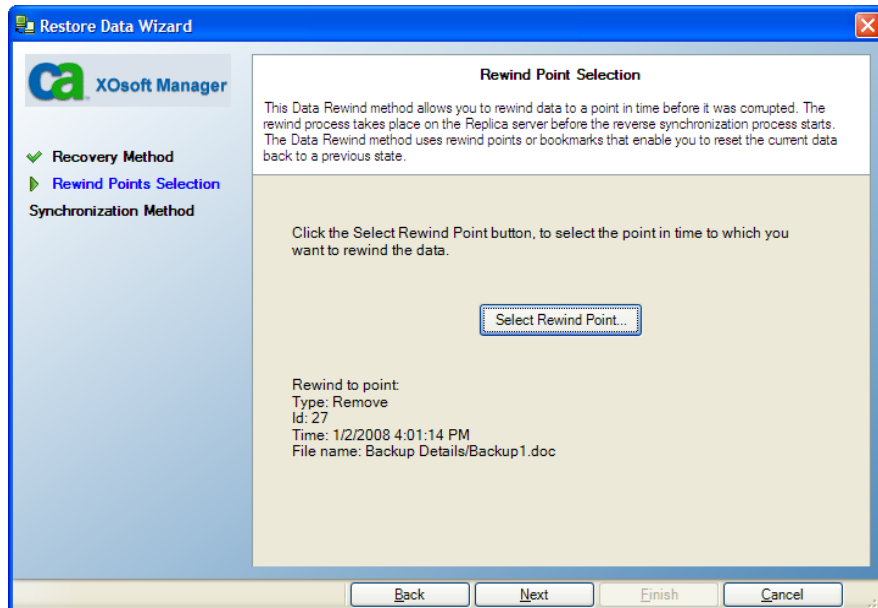 Restore Data Wizard
ca
XOsoft Manager
Recovery Method
Rewind Points Selection
Synchronization Method
Rewind Point Selection
This Data Rewind method allows you to rewind data to a point in time before it was corrupted. The
rewind process takes place on the Replica server before the reverse synchronization process starts.
The Data Rewind method uses rewind points or bookmarks that enable you to reset the current data
back to a previous state.
Click the Select Rewind Point button, to select the point in time to which you
want to rewind the data.
Select Rewind Point...
Rewind to point:
Type: Remove
Id: 27
Time: 1/2/2008 4:01:14 PM
File name: Backup Details/Backup1.doc
Back
Next
Finish
Cancel